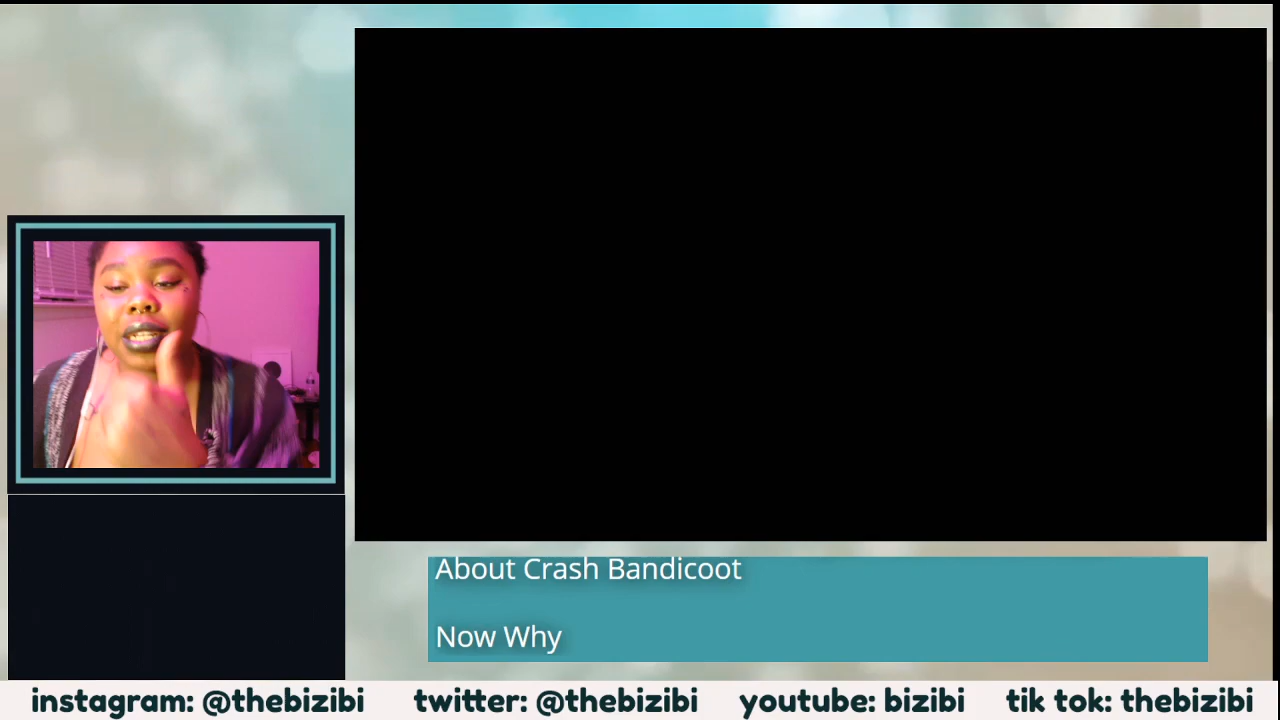 About Crash Bandicoot
Now Why
instagram: @thebizibi twitter: @thebizibi youtube: bizibi tik tok: thebizibi